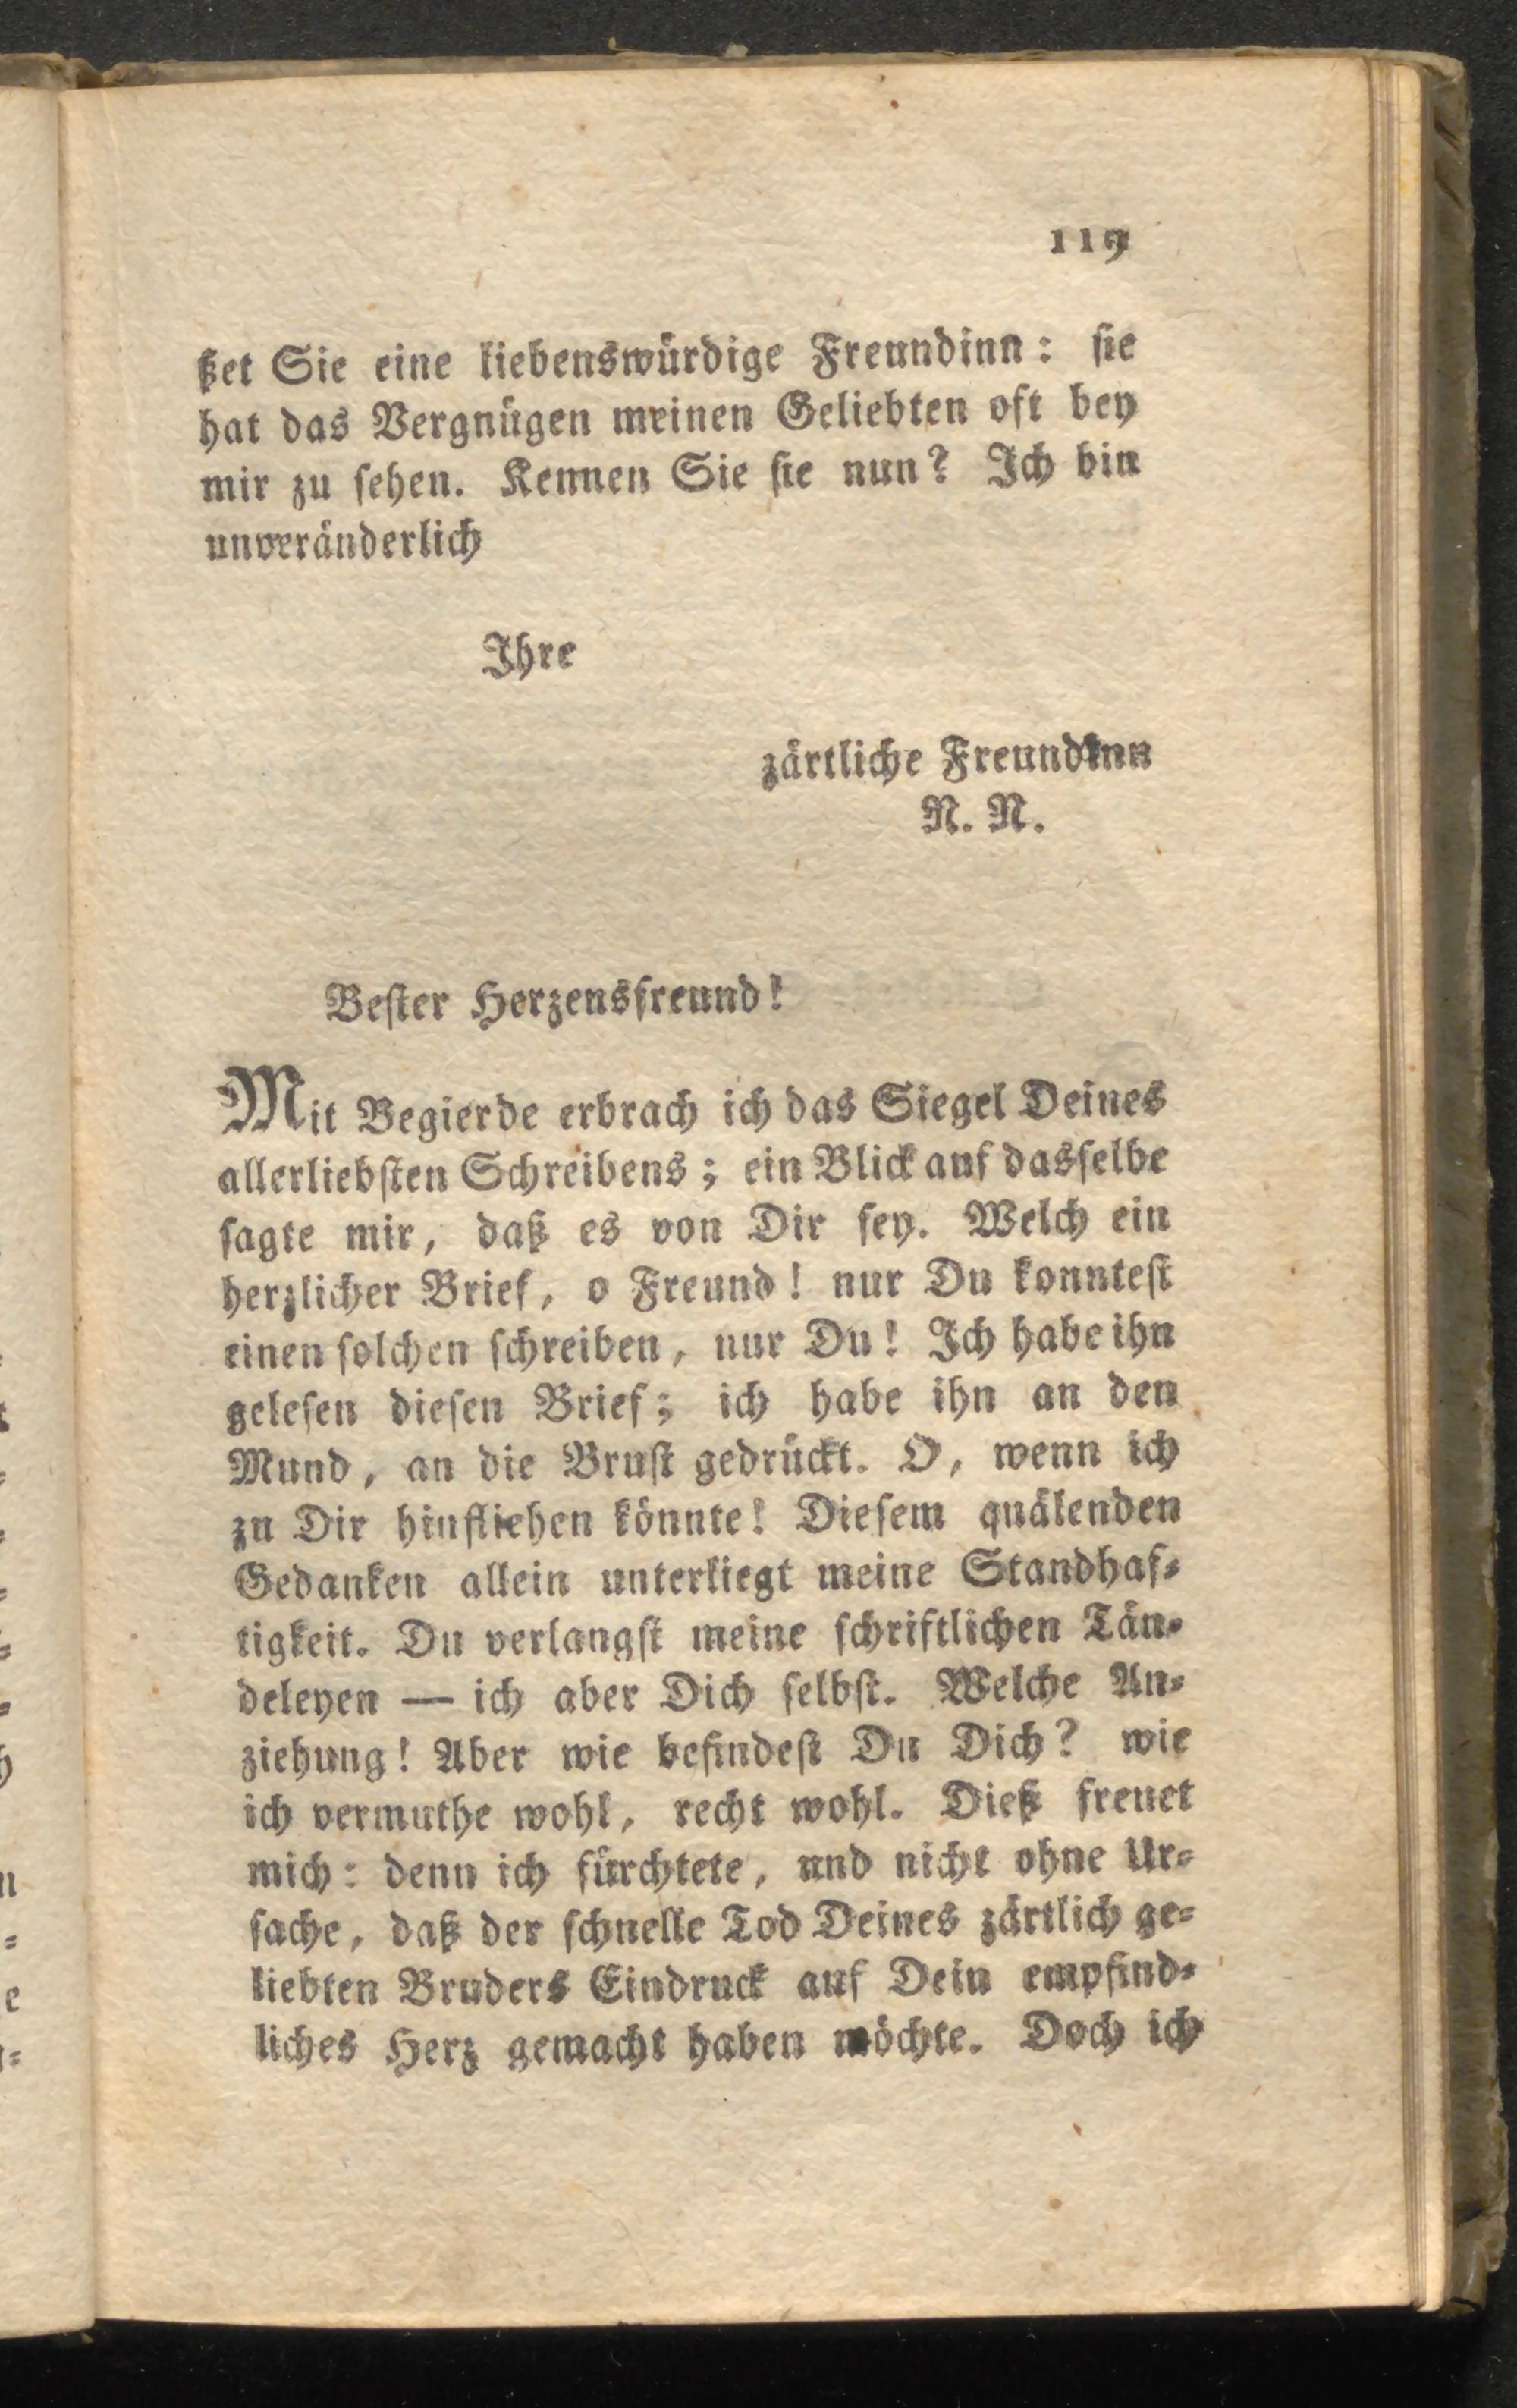 119
ßet Sie eine liebenswürdige Freundinn: sie
hat das Vergnügen meinen Geliebten oft bey
mir zu sehen. Kennen Sie sie nun? Ich bin
unveränderlich
Ihre
zärtliche Freundinn
N. N.
Bester Herzensfreund!
Mit Begierde erbrach ich das Siegel Deines
allerliebsten Schreibens; ein Blick auf dasselbe
sagte mir, daß es von Dir sey. Welch ein
herzlicher Brief, o Freund! nur Du konntest
einen solchen schreiben, nur Du! Ich habe ihn
gelesen diesen Brief; ich habe ihn an den
Mund, an die Brust gedrückt. O, wenn ich
zu Dir hinfliehen könnte! Diesem quälenden
Gedanken allein unterliegt meine Standhaf-
tigkeit. Du verlangst meine schriftlichen Tän-
deleyen — ich aber Dich selbst. Welche An-
ziehung! Aber wie befindest Du Dich? wie
ich vermuthe wohl, recht wohl. Dieß freuet
mich: denn ich fürchtete, und nicht ohne Ur-
sache, daß der schnelle Tod Deines zärtlich ge-
liebten Bruders Eindruck auf Dein empfind-
liches Herz gemacht haben möchte. Doch ich